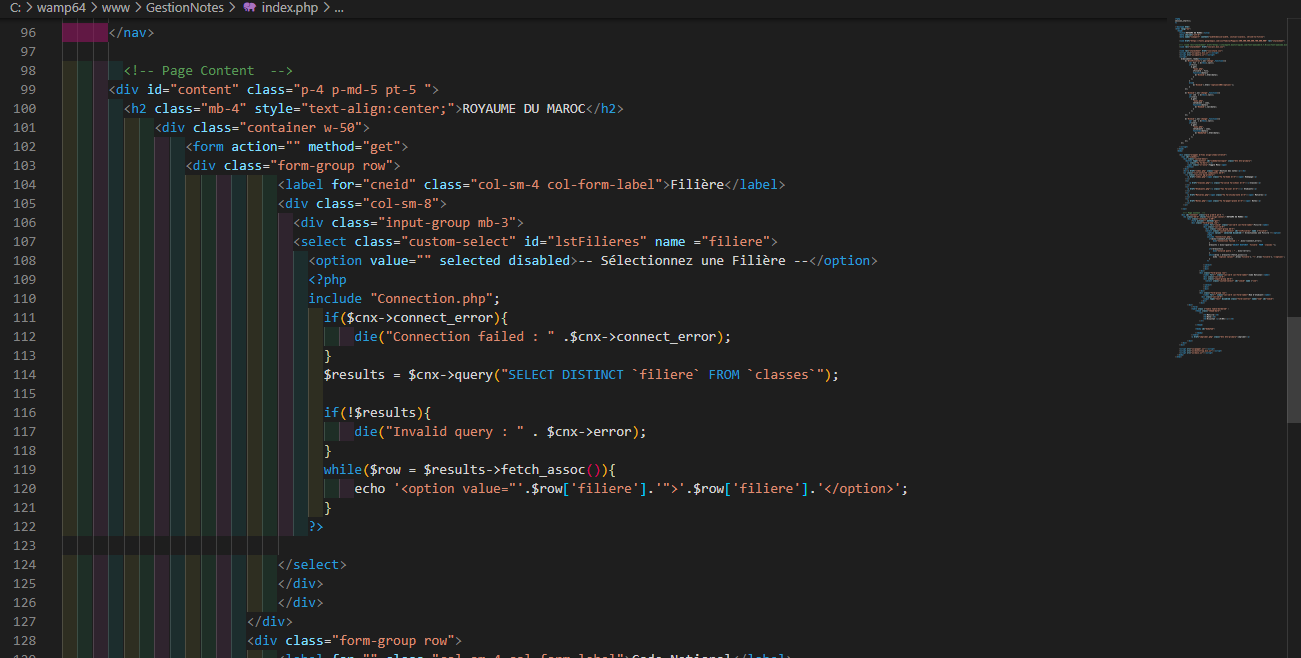 C: > wamp64 > www > GestionNotes > index.php > ...
96 </nav>
97
98 <!-- Page Content  -->
99 <div id="content" class="p-4 p-md-5 pt-5 ">
100 <h2 class="mb-4" style="text-align:center;">ROYAUME DU MAROC</h2>
101 <div class="container w-50">
102 <form action="" method="get">
103 <div class="form-group row">
104 <label for="cneid" class="col-sm-4 col-form-label">Filière</label>
105 <div class="col-sm-8">
106 <div class="input-group mb-3">
107 <select class="custom-select" id="lstFilieres" name ="filiere">
108 <option value="" selected disabled>-- Sélectionnez une Filière --</option>
109 <?php
110 include "Connection.php";
111 if($cnx->connect_error){
112 die("Connection failed : " .$cnx->connect_error);
113 }
114 $results = $cnx->query("SELECT DISTINCT `filiere` FROM `classes`");
115
116 if(!$results){
117 die("Invalid query : " . $cnx->error);
118 }
119 while($row = $results->fetch_assoc()){
120 echo '<option value="'.$row['filiere'].'">'.$row['filiere'].'</option>';
121 }
122 ?>
123
124 </select>
125 </div>
126 </div>
127 </div>
128 <div class="form-group row">